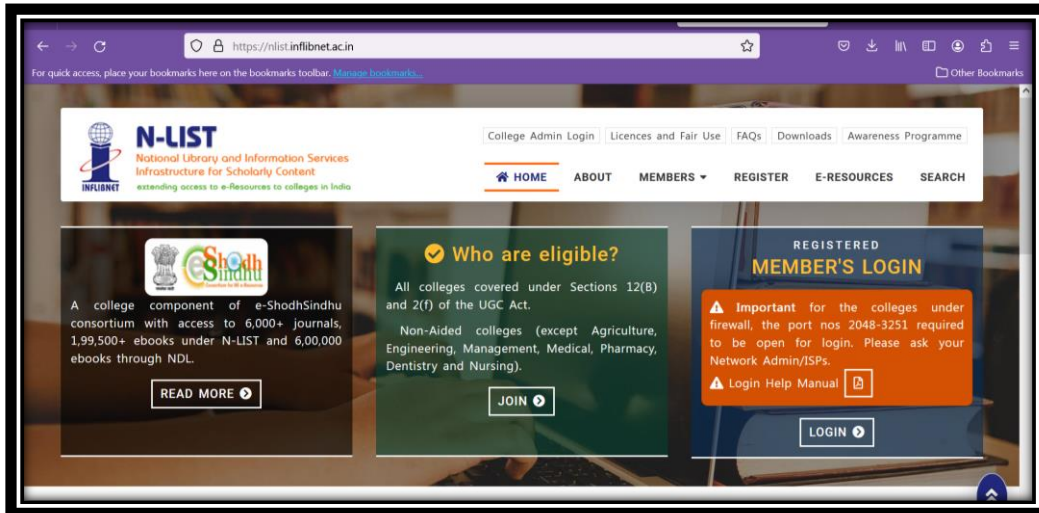 https://nlist.inflibnet.ac.in
For quick access, place your bookmarks here on the bookmarks toolbar. Manage bookmarks...
Other Bookmarks
INFLIBNET
N-LIST
National Library and Information Services
Infrastructure for Scholarly Content
extending access to e-Resources to colleges in India
College Admin Login
Licences and Fair Use
FAQs
Downloads
Awareness Programme
HOME
ABOUT
MEMBERS
REGISTER
E-RESOURCES
SEARCH
e-Shodh
Sindhu
A college component of e-ShodhSindhu
consortium with access to 6,000+ journals,
1,99,500+ ebooks under N-LIST and 6,00,000
ebooks through NDL.
READ MORE
Who are eligible?
All colleges covered under Sections 12(B)
and 2(f) of the UGC Act.
Non-Aided colleges (except Agriculture,
Engineering, Management, Medical, Pharmacy,
Dentistry and Nursing).
JOIN
REGISTERED
MEMBER'S LOGIN
Important for the colleges under
firewall, the port nos 2048-3251 required
to be open for login. Please ask your
Network Admin/ISPs.
Login Help Manual
LOGIN